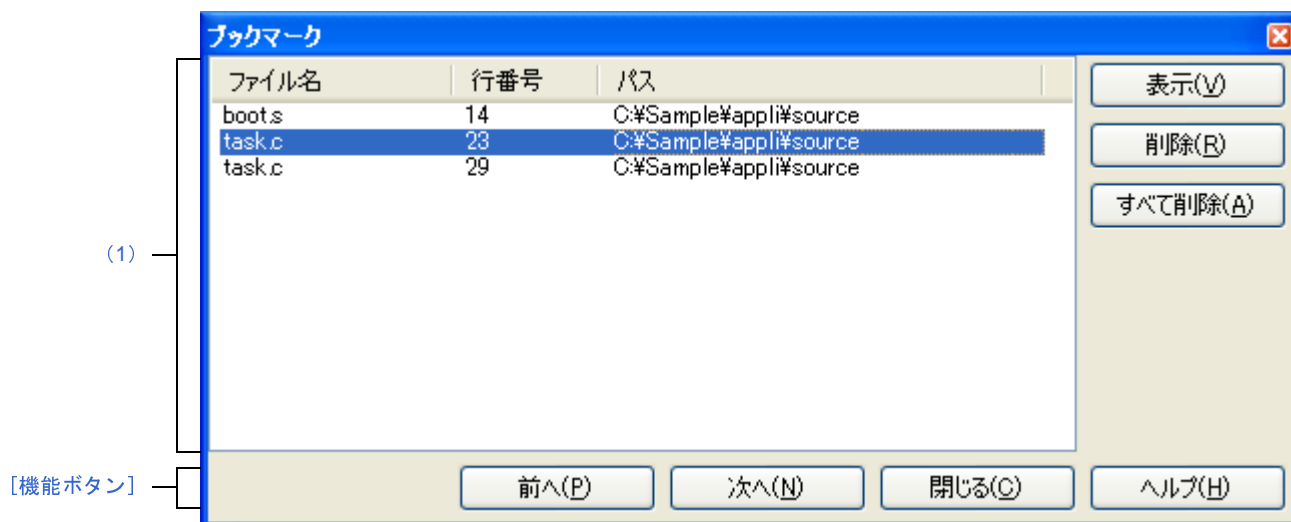 ブックマーク
ファイル名 行番号 パス
boot.s 14 C:¥Sample¥appli¥source
task.c 23 C:¥Sample¥appli¥source
task.c 29 C:¥Sample¥appli¥source
表示(V)
削除(R)
すべて削除(A)
(1)
[機能ボタン]
前へ(P) 次へ(N) 閉じる(C) ヘルプ(H)